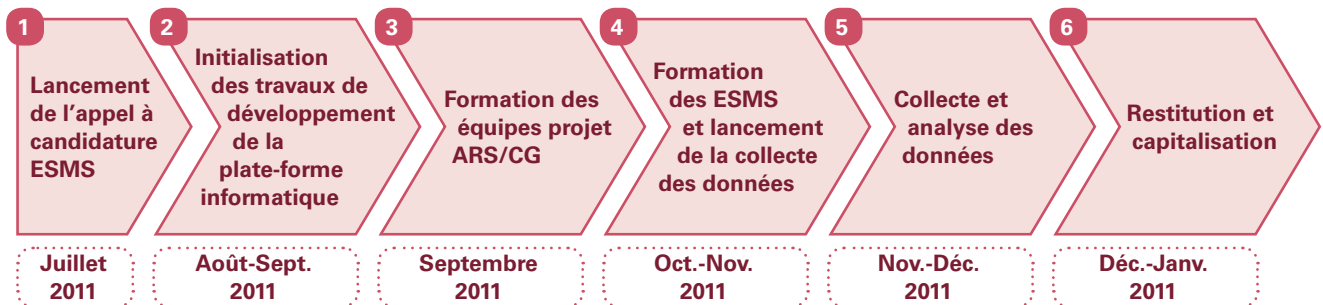 1
Lancement
de l’appel à
candidature
ESMS
2
Initialisation
des travaux de
développement
de la
plate-forme
informatique
3
Formation des
équipes projet
ARS/CG
4
Formation
des ESMS
et lancement
de la collecte
des données
5
Collecte et
analyse des
données
6
Restitution et
capitalisation
Juillet
2011
Août-Sept.
2011
Septembre
2011
Oct.-Nov.
2011
Nov.-Déc.
2011
Déc.-Janv.
2011